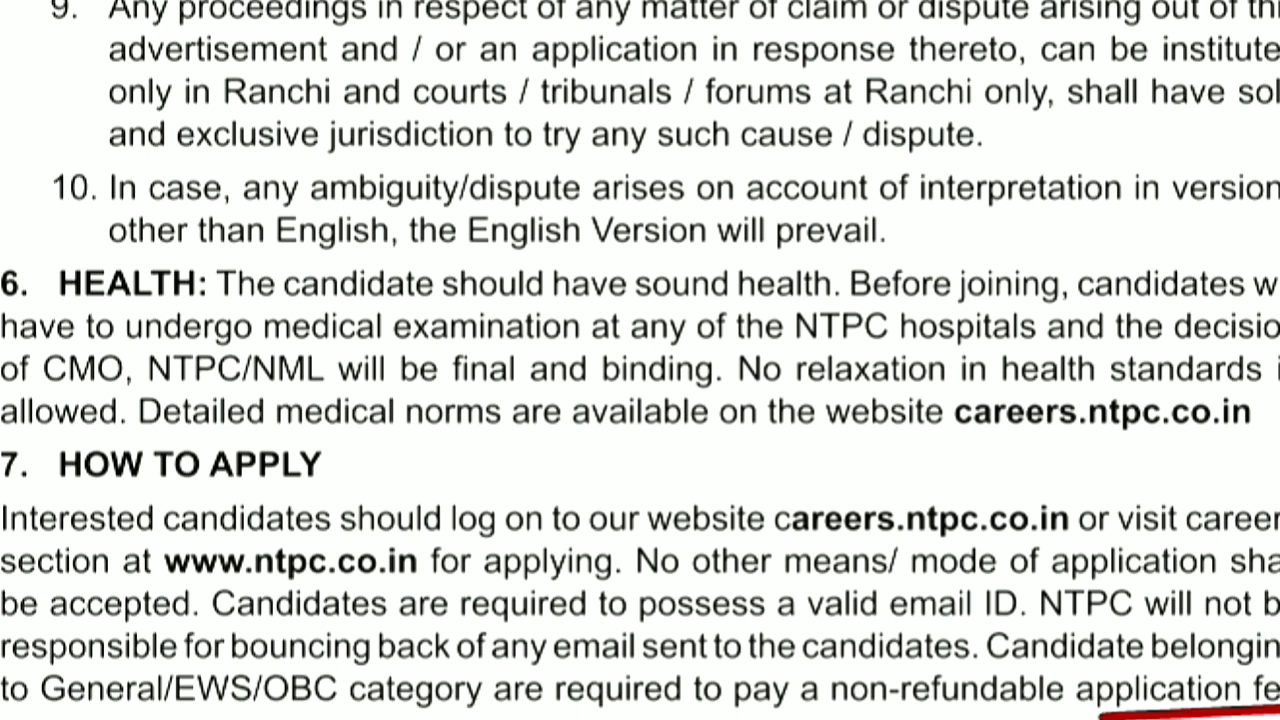 9. Any proceedings in respect of any matter of claim or dispute arising out of
advertisement and / or an application in response thereto, can be institute
only in Ranchi and courts / tribunals / forums at Ranchi only, shall have sol
and exclusive jurisdiction to try any such cause / dispute.
10. In case, any ambiguity/dispute arises on account of interpretation in version
other than English, the English Version will prevail.
6. HEALTH: The candidate should have sound health. Before joining, candidates w
have to undergo medical examination at any of the NTPC hospitals and the decisio
of CMO, NTPC/NML will be final and binding. No relaxation in health standards i
allowed. Detailed medical norms are available on the website careers.ntpc.co.in
7. HOW TO APPLY
Interested candidates should log on to our website careers.ntpc.co.in or visit career
section at www.ntpc.co.in for applying. No other means/ mode of application sha
be accepted. Candidates are required to possess a valid email ID. NTPC will not b
responsible for bouncing back of any email sent to the candidates. Candidate belongin
to General/EWS/OBC category are required to pay a non-refundable application fe